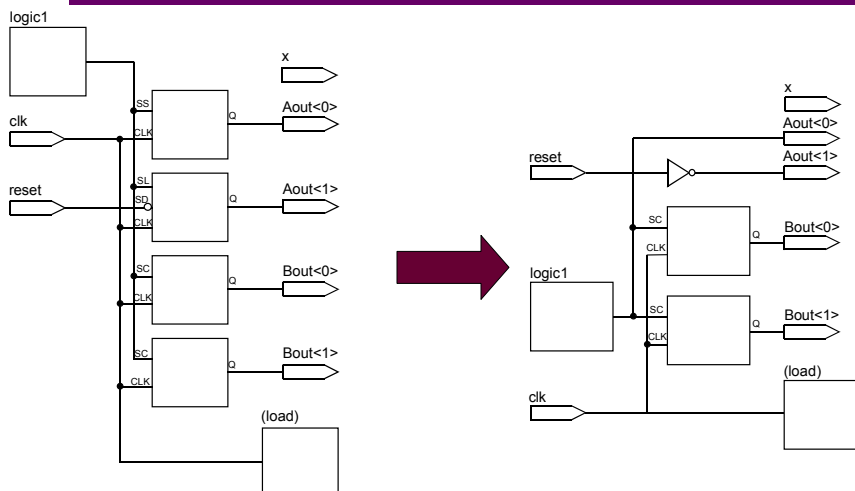 logic1
x
SS
Q
Aout<0>
clk
CLK
SL
reset
SD
Q
Aout<1>
CLK
SC
Q
Bout<0>
CLK
SC
Q
Bout<1>
CLK
(load)
x
Aout<0>
reset
Aout<1>
SC
Q
Bout<0>
CLK
logic1
SC
Q
Bout<1>
CLK
(load)
clk